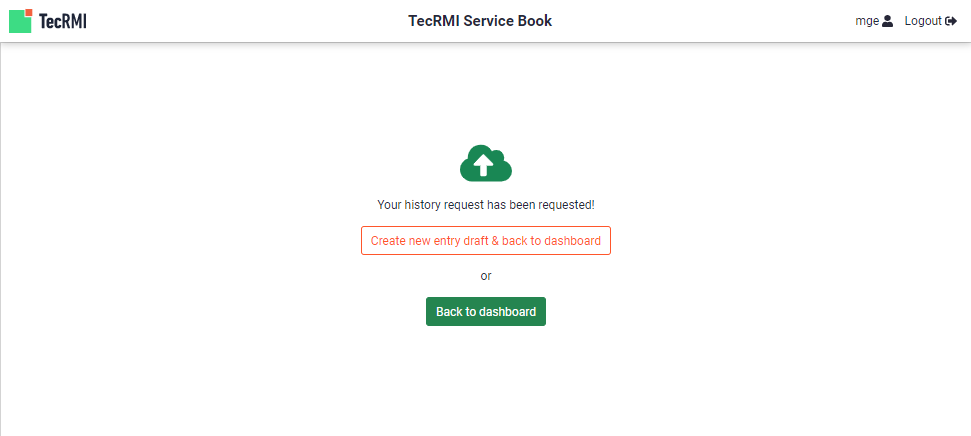 TecRMI
TecRMI Service Book
mge
Logout
Your history request has been requested!
Create new entry draft & back to dashboard
or
Back to dashboard